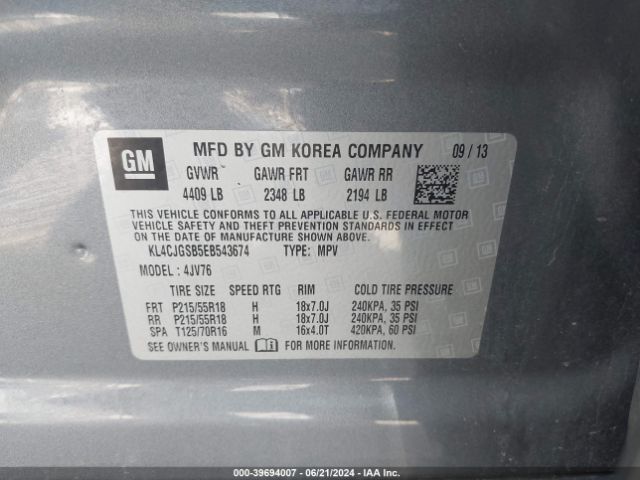 GM MFD BY GM KOREA COMPANY 09 / 13
GVWR GAWR FRT GAWR RR
4409 LB 2348 LB 2194 LB
THIS VEHICLE CONFORMS TO ALL APPLICABLE U.S. FEDERAL MOTOR
VEHICLE SAFETY AND THEFT PREVENTION STANDARDS IN EFFECT ON
THE DATE OF MANUFACTURE SHOWN ABOVE.
KL4CJGSB5EB543674 TYPE: MPV
MODEL : 4JV76
TIRE SIZE SPEED RTG RIM COLD TIRE PRESSURE
FRT P215/55R18 H 18x7.0J 240KPA, 35 PSI
RR P215/55R18 H 18x7.0J 240KPA, 35 PSI
SPA T125/70R16 M 16x4.0T 420KPA, 60 PSI
SEE OWNER'S MANUAL FOR MORE INFORMATION.
000-39694007 - 06/21/2024 - IAA Inc.